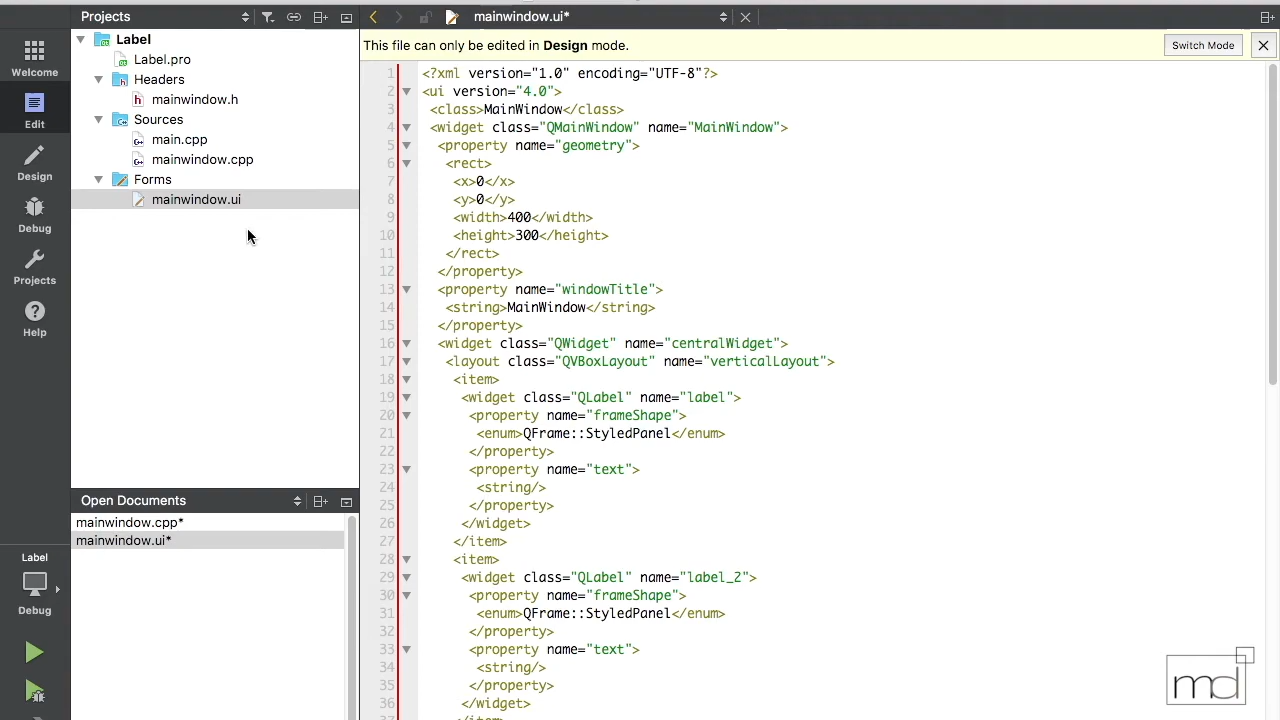 Projects
mainwindow.ui*
Welcome
Edit
Design
Debug
Projects
Help
Label
Debug
Label
Label.pro
Headers
mainwindow.h
Sources
main.cpp
mainwindow.cpp
Forms
mainwindow.ui
Open Documents
mainwindow.cpp*
mainwindow.ui*
This file can only be edited in Design mode.
Switch Mode
1 <?xml version="1.0" encoding="UTF-8"?>
2 <ui version="4.0">
3 <class>MainWindow</class>
4 <widget class="QMainWindow" name="MainWindow">
5 <property name="geometry">
6 <rect>
7 <x>0</x>
8 <y>0</y>
9 <width>400</width>
10 <height>300</height>
11 </rect>
12 </property>
13 <property name="windowTitle">
14 <string>MainWindow</string>
15 </property>
16 <widget class="QWidget" name="centralWidget">
17 <layout class="QVBoxLayout" name="verticalLayout">
18 <item>
19 <widget class="QLabel" name="label">
20 <property name="frameShape">
21 <enum>QFrame::StyledPanel</enum>
22 </property>
23 <property name="text">
24 <string/>
25 </property>
26 </widget>
27 </item>
28 <item>
29 <widget class="QLabel" name="label_2">
30 <property name="frameShape">
31 <enum>QFrame::StyledPanel</enum>
32 </property>
33 <property name="text">
34 <string/>
35 </property>
36 </widget>
37 </item>
md